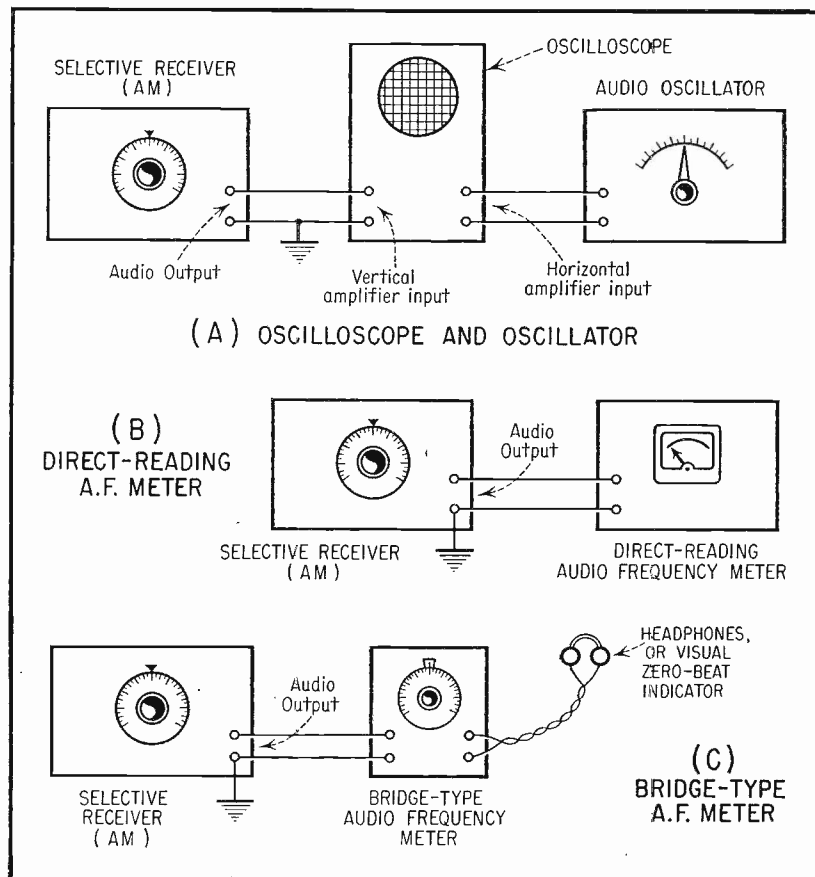 SELECTIVE RECEIVER
(AM)
OSCILLOSCOPE
AUDIO OSCILLATOR
Audio Output
Vertical
amplifier input
Horizontal
amplifier input
(A) OSCILLOSCOPE AND OSCILLATOR
(B)
DIRECT-READING
A.F. METER
Audio
Output
SELECTIVE RECEIVER
(AM)
DIRECT-READING
AUDIO FREQUENCY METER
HEADPHONES,
OR VISUAL
ZERO-BEAT
INDICATOR
Audio
Output
SELECTIVE
RECEIVER
(AM)
BRIDGE-TYPE
AUDIO FREQUENCY
METER
(C)
BRIDGE-TYPE
A.F. METER